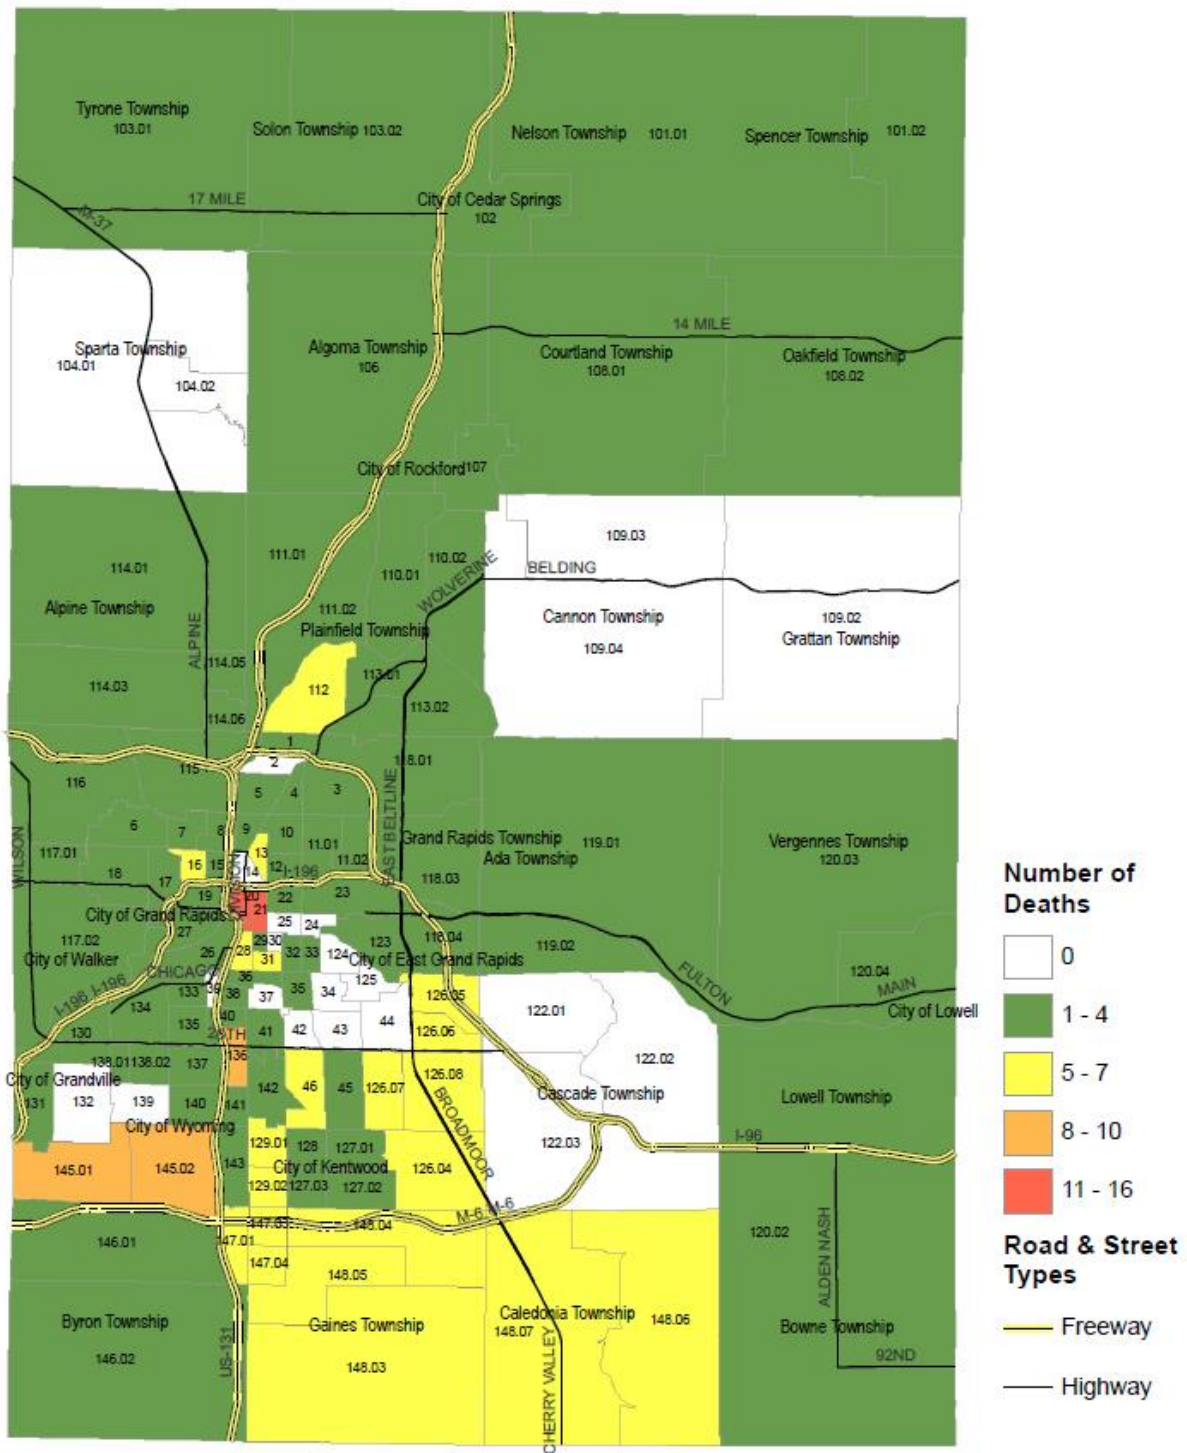 Tyrone Township
103.01
Solon Township 103.02
Nelson Township 101.01
Spencer Township 101.02
17 MILE
M-37
City of Cedar Springs
102
14 MILE
Sparta Township
104.01
104.02
Algoma Township
106
Courtland Township
108.01
Oakfield Township
108.02
City of Rockford 107
109.03
111.01
110.02
110.01
114.01
WOLVERINE
BELDING
Alpine Township
111.02
Cannon Township
109.04
109.02
Grattan Township
Plainfield Township
ALPINE
114.05
113.01
114.03
112
113.02
114.06
1
2
118.01
115
116
5
4
3
EAST BELTLINE
6
7
8
9
10
11.01
Grand Rapids Township
119.01
Vergennes Township
120.03
WILSON
117.01
13
11.02
Ada Township
16
15
14
12
I-196
18
17
118.03
19
20
22
23
21
City of Grand Rapids
25
24
27
117.02
29
30
123
118.04
119.02
City of Walker
26
28
31
32
33
124
City of East Grand Rapids
CHICAGO
36
125
FULTON
120.04
MAIN
City of Lowell
I-196 I-196
133
39
38
37
35
34
126.05
134
122.01
135
40
44
130
28TH
41
42
43
126.06
122.02
138.01
138.02
137
136
126.08
City of Grandville
142
46
45
126.07
Cascade Township
Lowell Township
131
132
139
140
141
BROADMOOR
City of Wyoming
129.01
128
127.01
122.03
I-96
145.01
145.02
143
City of Kentwood
126.04
129.02
127.03
127.02
M-6 M-6
147.03
148.04
146.01
147.01
120.02
147.04
148.05
ALDEN NASH
Byron Township
Gaines Township
Caledonia Township
148.07
148.06
Bowne Township
146.02
US-131
148.03
92ND
CHERRY VALLEY
Number of
Deaths
0
1 - 4
5 - 7
8 - 10
11 - 16
Road & Street
Types
Freeway
Highway